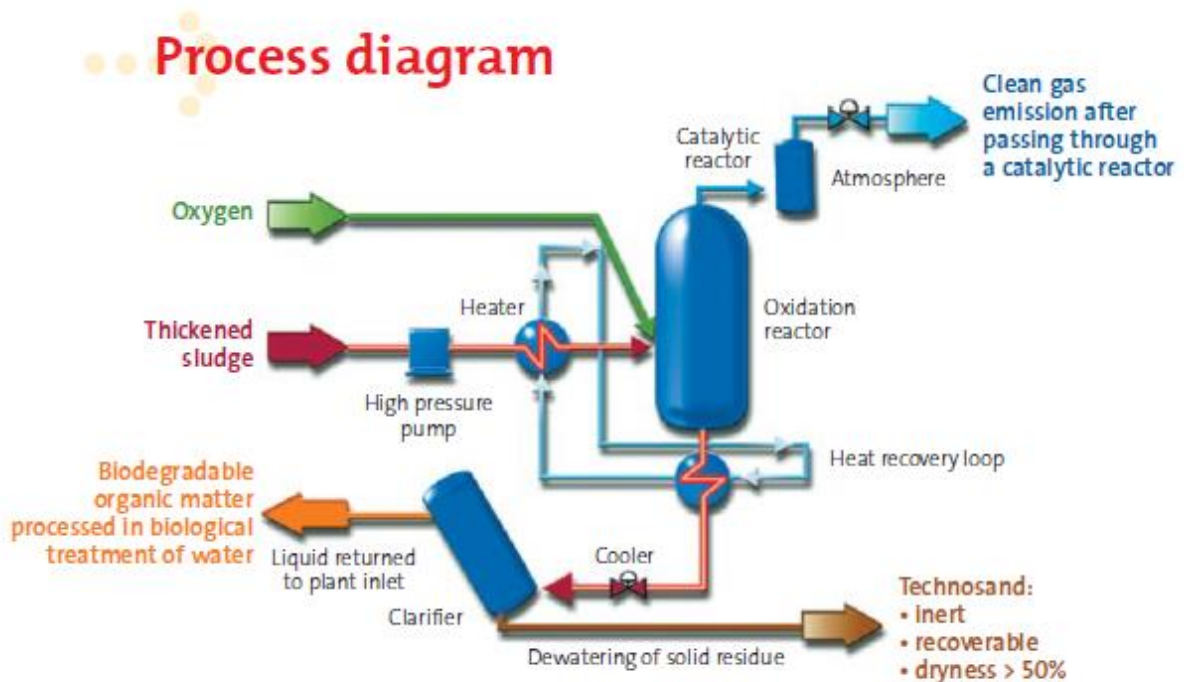 Process diagram
Clean gas
emission after
passing through
a catalytic reactor
Catalytic
reactor
Atmosphere
Oxygen
Heater
Oxidation
reactor
Thickened
sludge
High pressure
pump
Heat recovery loop
Biodegradable
organic matter
processed in biological
treatment of water
Liquid returned
to plant inlet
Cooler
Clarifier
Technosand:
• inert
• recoverable
• dryness > 50%
Dewatering of solid residue